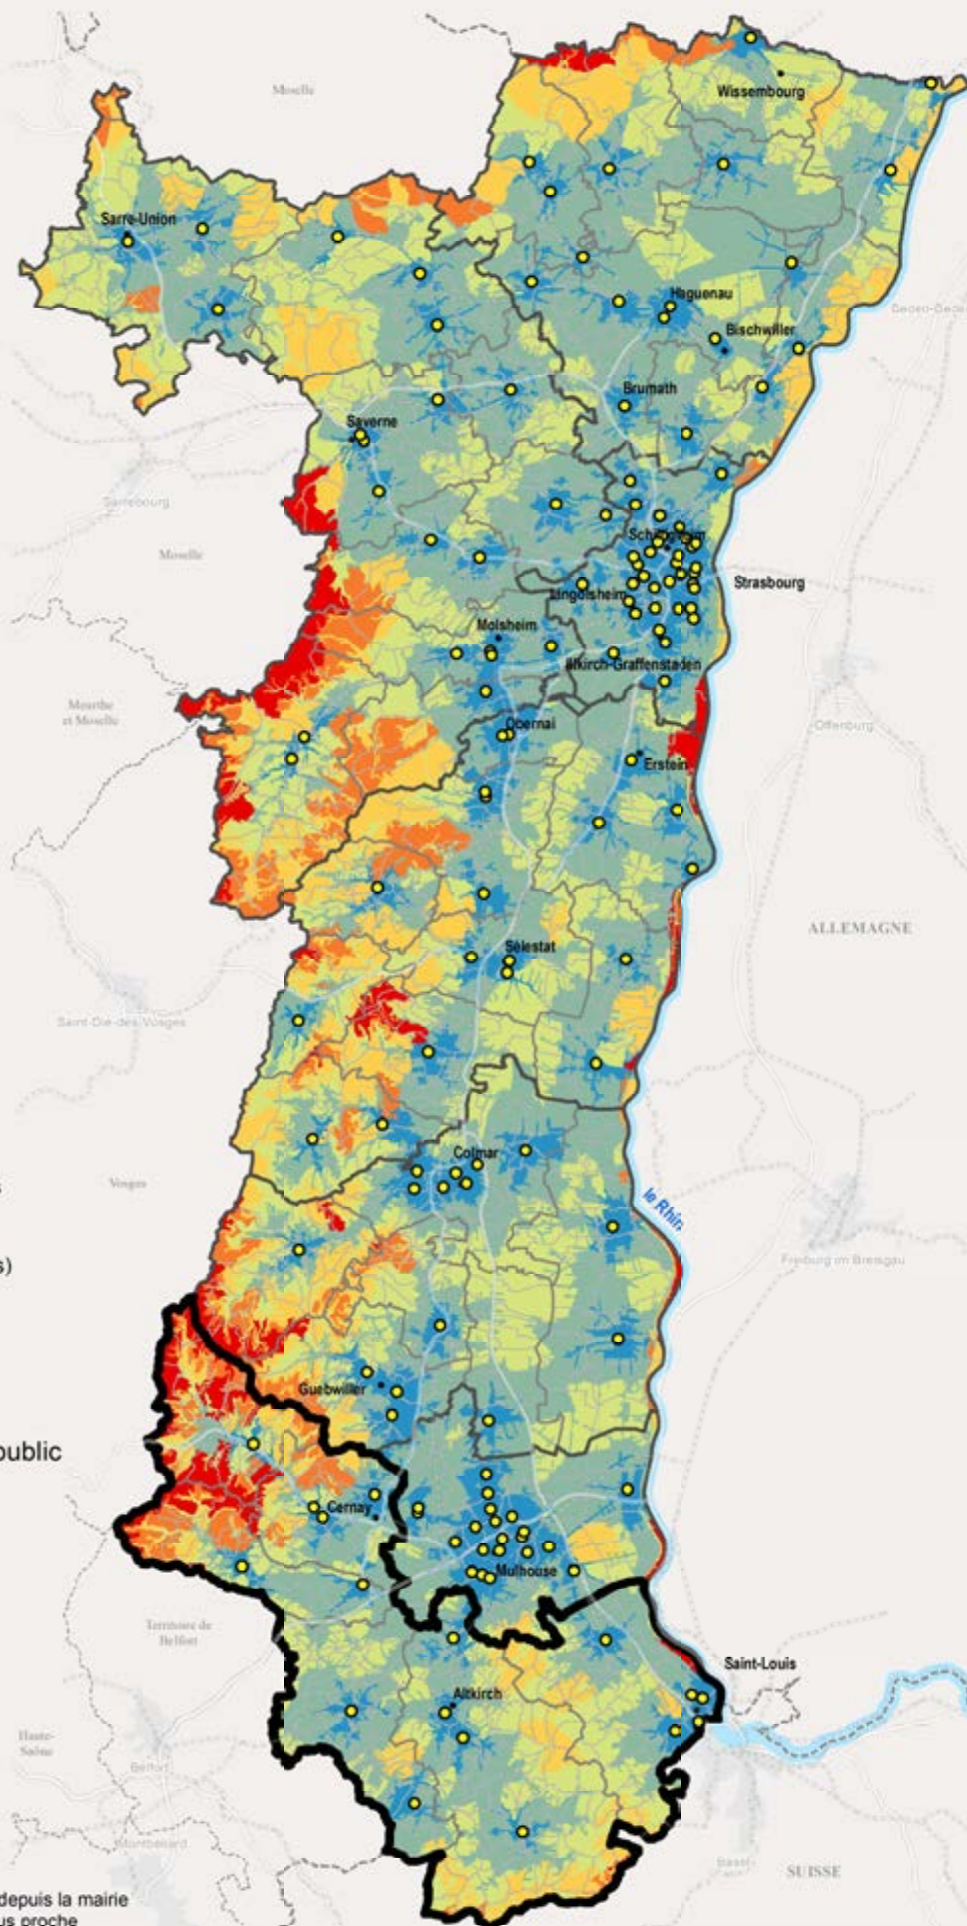 Moselle
Wissembourg
Sarre-Union
Haguenau
Bischwiller
Brumath
Saverne
Sarrebourg
Moselle
Strasbourg
Lingolsheim
Molsheim
Illkirch-Graffenstaden
Meurthe
et Moselle
Offenburg
Obernai
Erstein
ALLEMAGNE
Sélestat
Saint-Dié-des-Vosges
Colmar
Vosges
le Rhin
s)
Freiburg im Breisgau
Guebwiller
public
Cernay
Mulhouse
Territoire de
Belfort
Saint-Louis
Altkirch
Haute-
Saône
Belfort
Montbéliard
Basel
SUISSE
depuis la mairie
us proche